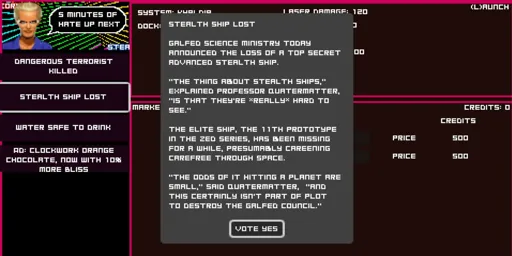 5 MINUTES OF
HATE UP NEXT
DANGEROUS TERRORIST
KILLED
STEALTH SHIP LOST
WATER SAFE TO DRINK
AD: CLOCKWORK ORANGE
CHOCOLATE, NOW WITH 10%
MORE BLISS
LASER DAMAGE: 120
(L)AUNCH
STEALTH SHIP LOST
GALFED SCIENCE MINISTRY TODAY
ANNOUNCED THE LOSS OF A TOP SECRET
ADVANCED STEALTH SHIP.
"THE THING ABOUT STEALTH SHIPS,"
EXPLAINED PROFESSOR QUATERMATTER,
"IS THAT THEY'RE *REALLY* HARD TO
SEE."
THE ELITE SHIP, THE 11TH PROTOTYPE
IN THE ZED SERIES, HAS BEEN MISSING
FOR A WHILE, PRESUMABLY CAREENING
CAREFREE THROUGH SPACE.
"THE ODDS OF IT HITTING A PLANET ARE
SMALL," SAID QUATERMATTER, "AND
THIS CERTAINLY ISN'T PART OF PLOT
TO DESTROY THE GALFED COUNCIL."
VOTE YES
CREDITS: 0
CREDITS
PRICE 500
PRICE 500